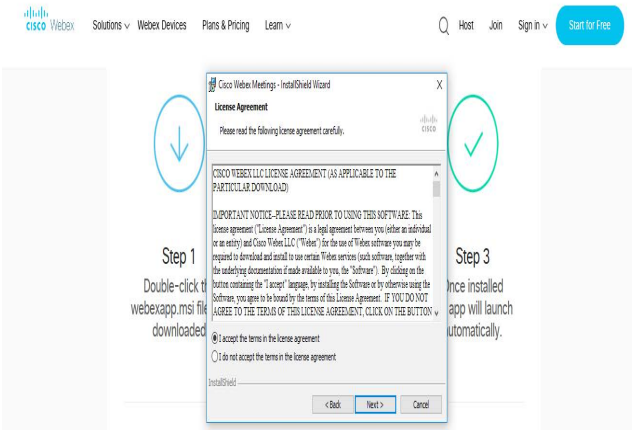 CISCO Webex Solutions Webex Devices Plans & Pricing Learn Host Join Sign in Start for Free
Cisco Webex Meetings - InstallShield Wizard X
License Agreement
Please read the following license agreement carefully.
CISCO
CISCO WEBEX LLC LICENSE AGREEMENT (AS APPLICABLE TO THE
PARTICULAR DOWNLOAD)
IMPORTANT NOTICE--PLEASE READ PRIOR TO USING THIS SOFTWARE: This
license agreement ("License Agreement") is a legal agreement between you (either an individual
or an entity) and Cisco Webex LLC ("Webex") for the use of Webex software you may be
required to download and install to use certain Webex services (such software, together with
the underlying documentation if made available to you, the "Software"). By clicking on the
button containing the "I accept" language, by installing the Software or by otherwise using the
Software, you agree to be bound by the terms of this License Agreement. IF YOU DO NOT
AGREE TO THE TERMS OF THIS LICENSE AGREEMENT, CLICK ON THE BUTTON
I accept the terms in the license agreement
I do not accept the terms in the license agreement
InstallShield
< Back Next > Cancel
Step 1
Double-click
webexapp.msi file
downloaded
Step 3
Once installed
app will launch
automatically.